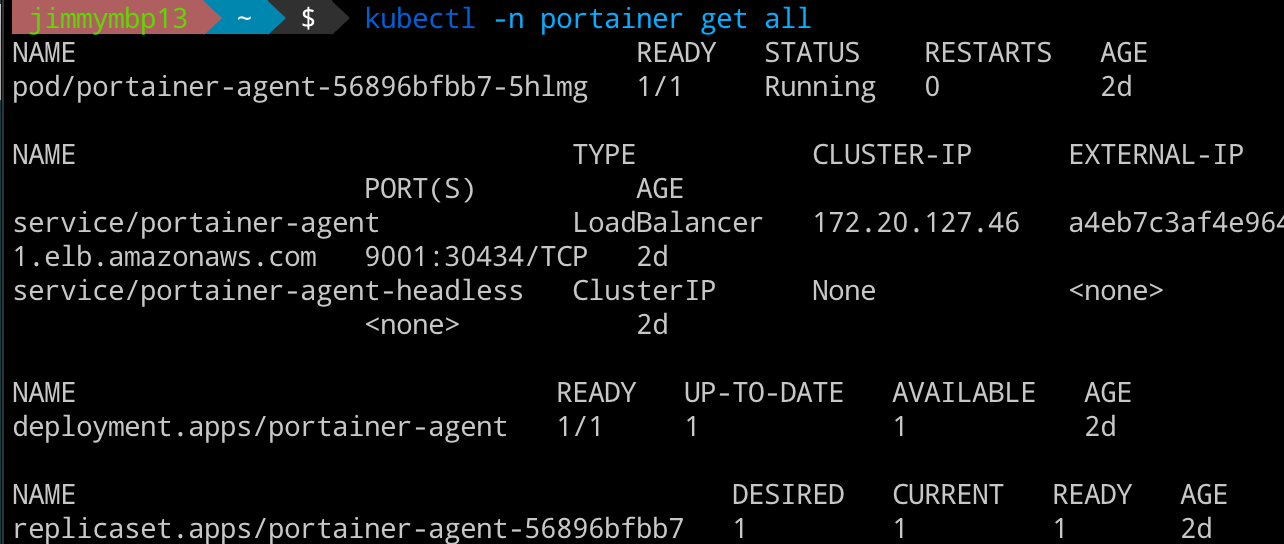 jimmymbp13 ~ $ kubectl -n portainer get all
NAME READY STATUS RESTARTS AGE
pod/portainer-agent-56896bfbb7-5hlmg 1/1 Running 0 2d
NAME TYPE CLUSTER-IP EXTERNAL-IP
PORT(S) AGE
service/portainer-agent LoadBalancer 172.20.127.46 a4eb7c3af4e964
1.elb.amazonaws.com 9001:30434/TCP 2d
service/portainer-agent-headless ClusterIP None <none>
<none> 2d
NAME READY UP-TO-DATE AVAILABLE AGE
deployment.apps/portainer-agent 1/1 1 1 2d
NAME DESIRED CURRENT READY AGE
replicaset.apps/portainer-agent-56896bfbb7 1 1 1 2d